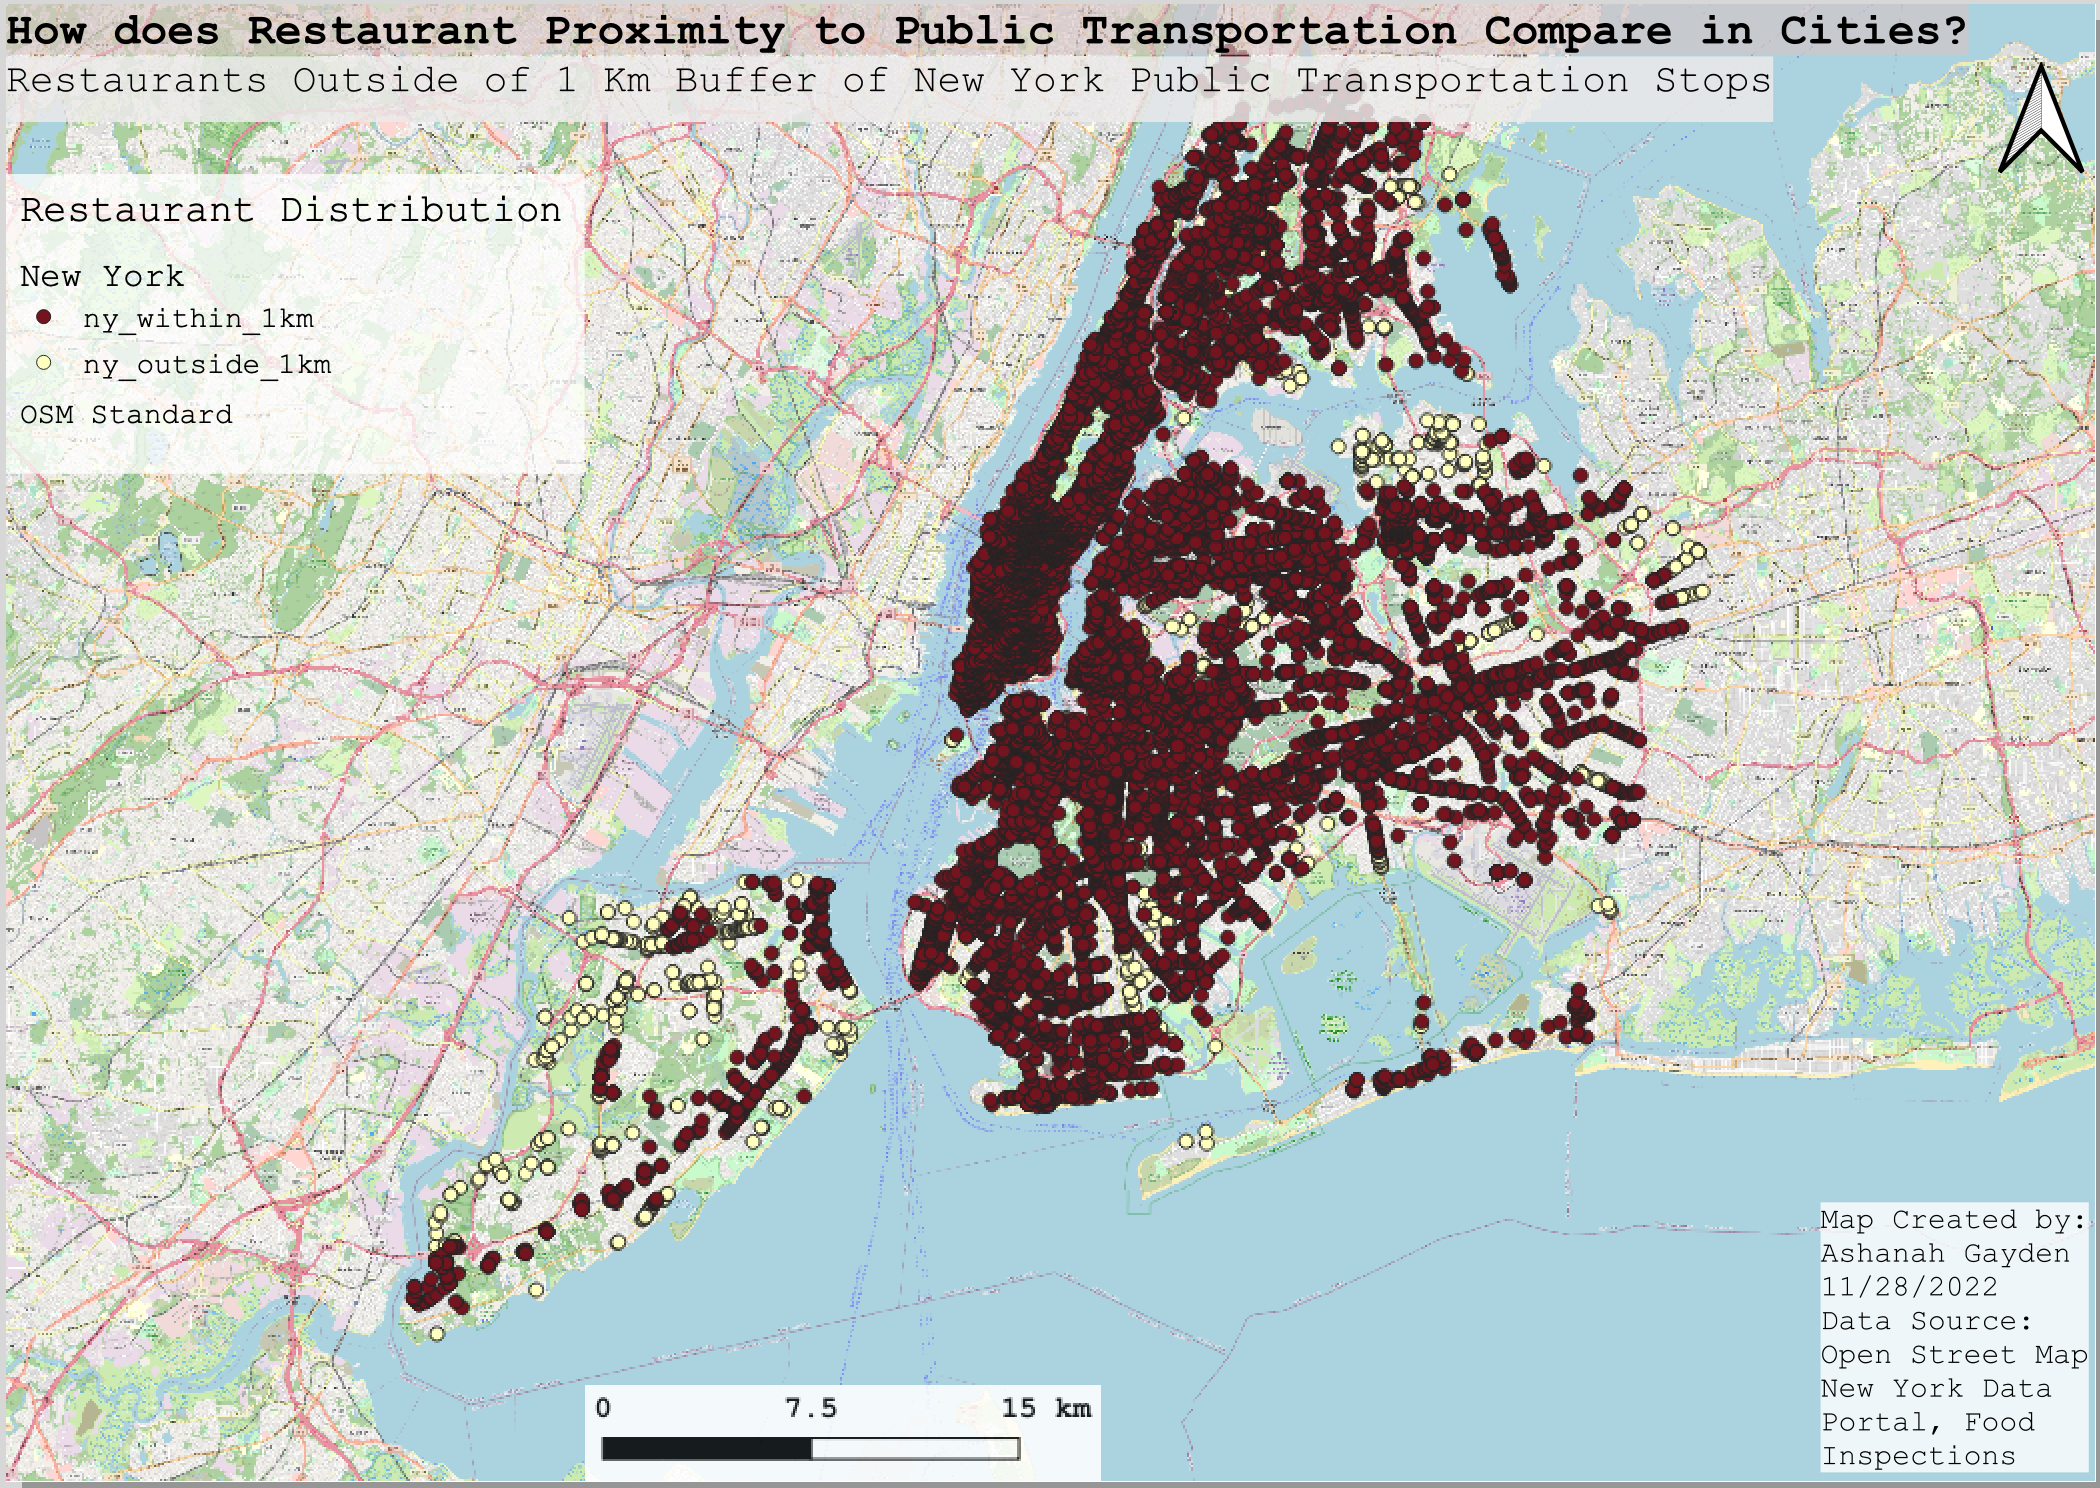 How does Restaurant Proximity to Public Transportation Compare in Cities?
Restaurants Outside of 1 Km Buffer of New York Public Transportation Stops
Restaurant Distribution
New York
ny_within_1km
ny_outside_1km
OSM Standard
0 7.5 15 km
Map Created by:
Ashanah Gayden
11/28/2022
Data Source:
Open Street Map
New York Data
Portal, Food
Inspections